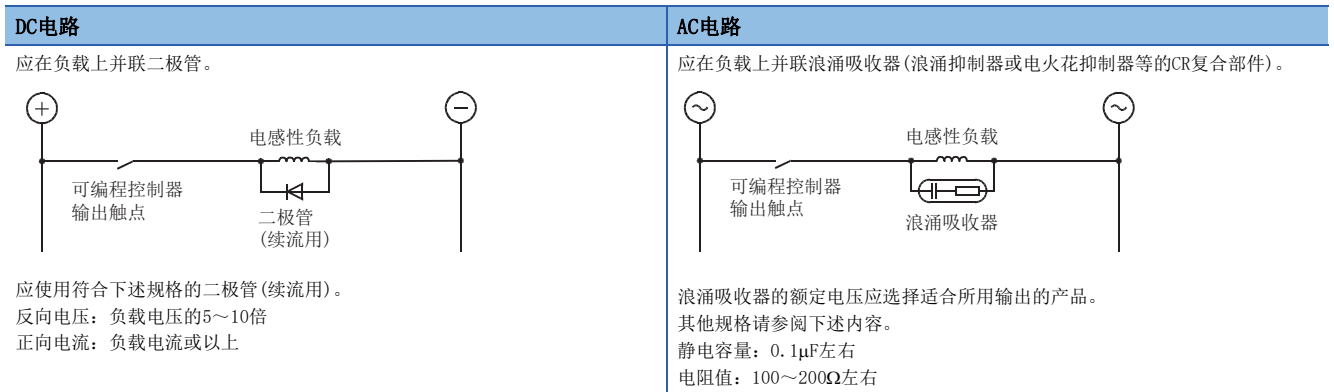 DC电路
应在负载上并联二极管。
+
−
电感性负载
可编程控制器
输出触点
二极管
(续流用)
应使用符合下述规格的二极管(续流用)。
反向电压：负载电压的5～10倍
正向电流：负载电流或以上
AC电路
应在负载上并联浪涌吸收器(浪涌抑制器或电火花抑制器等的CR复合部件)。
～
～
电感性负载
可编程控制器
输出触点
浪涌吸收器
浪涌吸收器的额定电压应选择适合所用输出的产品。
其他规格请参阅下述内容。
静电容量：0.1μF左右
电阻值：100～200Ω左右